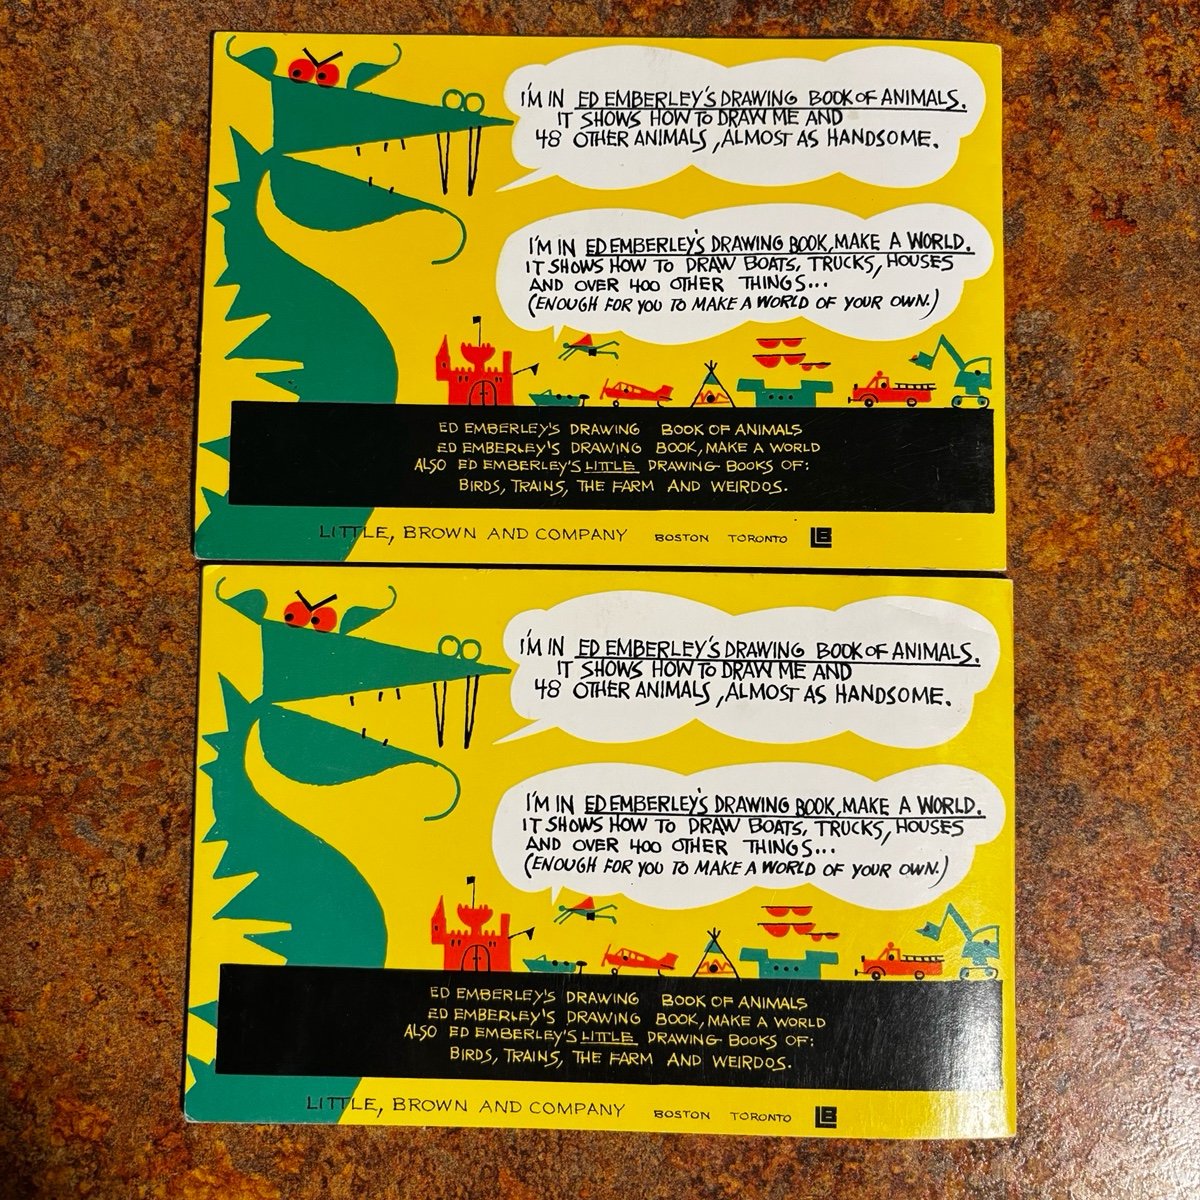 I'M IN ED EMBERLEY'S DRAWING BOOK OF ANIMALS.
IT SHOWS HOW TO DRAW ME AND
48 OTHER ANIMALS, ALMOST AS HANDSOME.
I'M IN ED EMBERLEY'S DRAWING BOOK, MAKE A WORLD.
IT SHOWS HOW TO DRAW BOATS, TRUCKS, HOUSES
AND OVER 400 OTHER THINGS...
(ENOUGH FOR YOU TO MAKE A WORLD OF YOUR OWN.)
ED EMBERLEY'S DRAWING BOOK OF ANIMALS
ED EMBERLEY'S DRAWING BOOK, MAKE A WORLD
ALSO ED EMBERLEY'S LITTLE DRAWING BOOKS OF:
BIRDS, TRAINS, THE FARM AND WEIRDOS.
LITTLE, BROWN AND COMPANY BOSTON TORONTO LB
I'M IN ED EMBERLEY'S DRAWING BOOK OF ANIMALS.
IT SHOWS HOW TO DRAW ME AND
48 OTHER ANIMALS, ALMOST AS HANDSOME.
I'M IN ED EMBERLEY'S DRAWING BOOK, MAKE A WORLD.
IT SHOWS HOW TO DRAW BOATS, TRUCKS, HOUSES
AND OVER 400 OTHER THINGS...
(ENOUGH FOR YOU TO MAKE A WORLD OF YOUR OWN.)
ED EMBERLEY'S DRAWING BOOK OF ANIMALS
ED EMBERLEY'S DRAWING BOOK, MAKE A WORLD
ALSO ED EMBERLEY'S LITTLE DRAWING BOOKS OF:
BIRDS, TRAINS, THE FARM AND WEIRDOS.
LITTLE, BROWN AND COMPANY BOSTON TORONTO LB